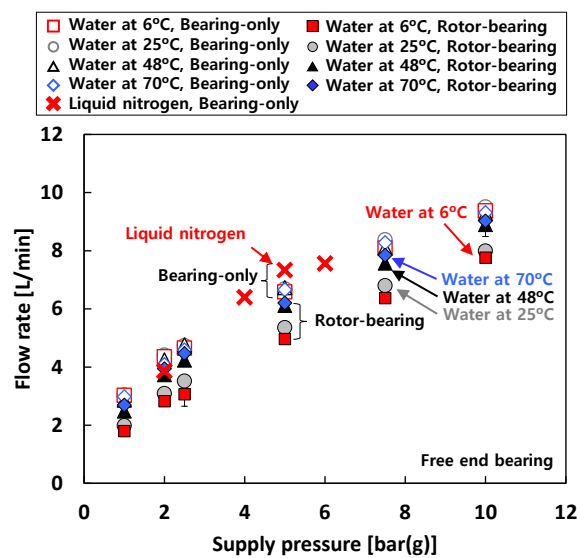 Water at 6ºC, Bearing-only
Water at 6ºC, Rotor-bearing
Water at 25ºC, Bearing-only
Water at 25ºC, Rotor-bearing
Water at 48ºC, Bearing-only
Water at 48ºC, Rotor-bearing
Water at 70ºC, Bearing-only
Water at 70ºC, Rotor-bearing
Liquid nitrogen, Bearing-only
12
10
8
6
4
2
0
Flow rate [L/min]
Water at 6ºC
Liquid nitrogen
Bearing-only
Water at 70ºC
Water at 48ºC
Rotor-bearing
Water at 25ºC
Free end bearing
0 2 4 6 8 10 12
Supply pressure [bar(g)]